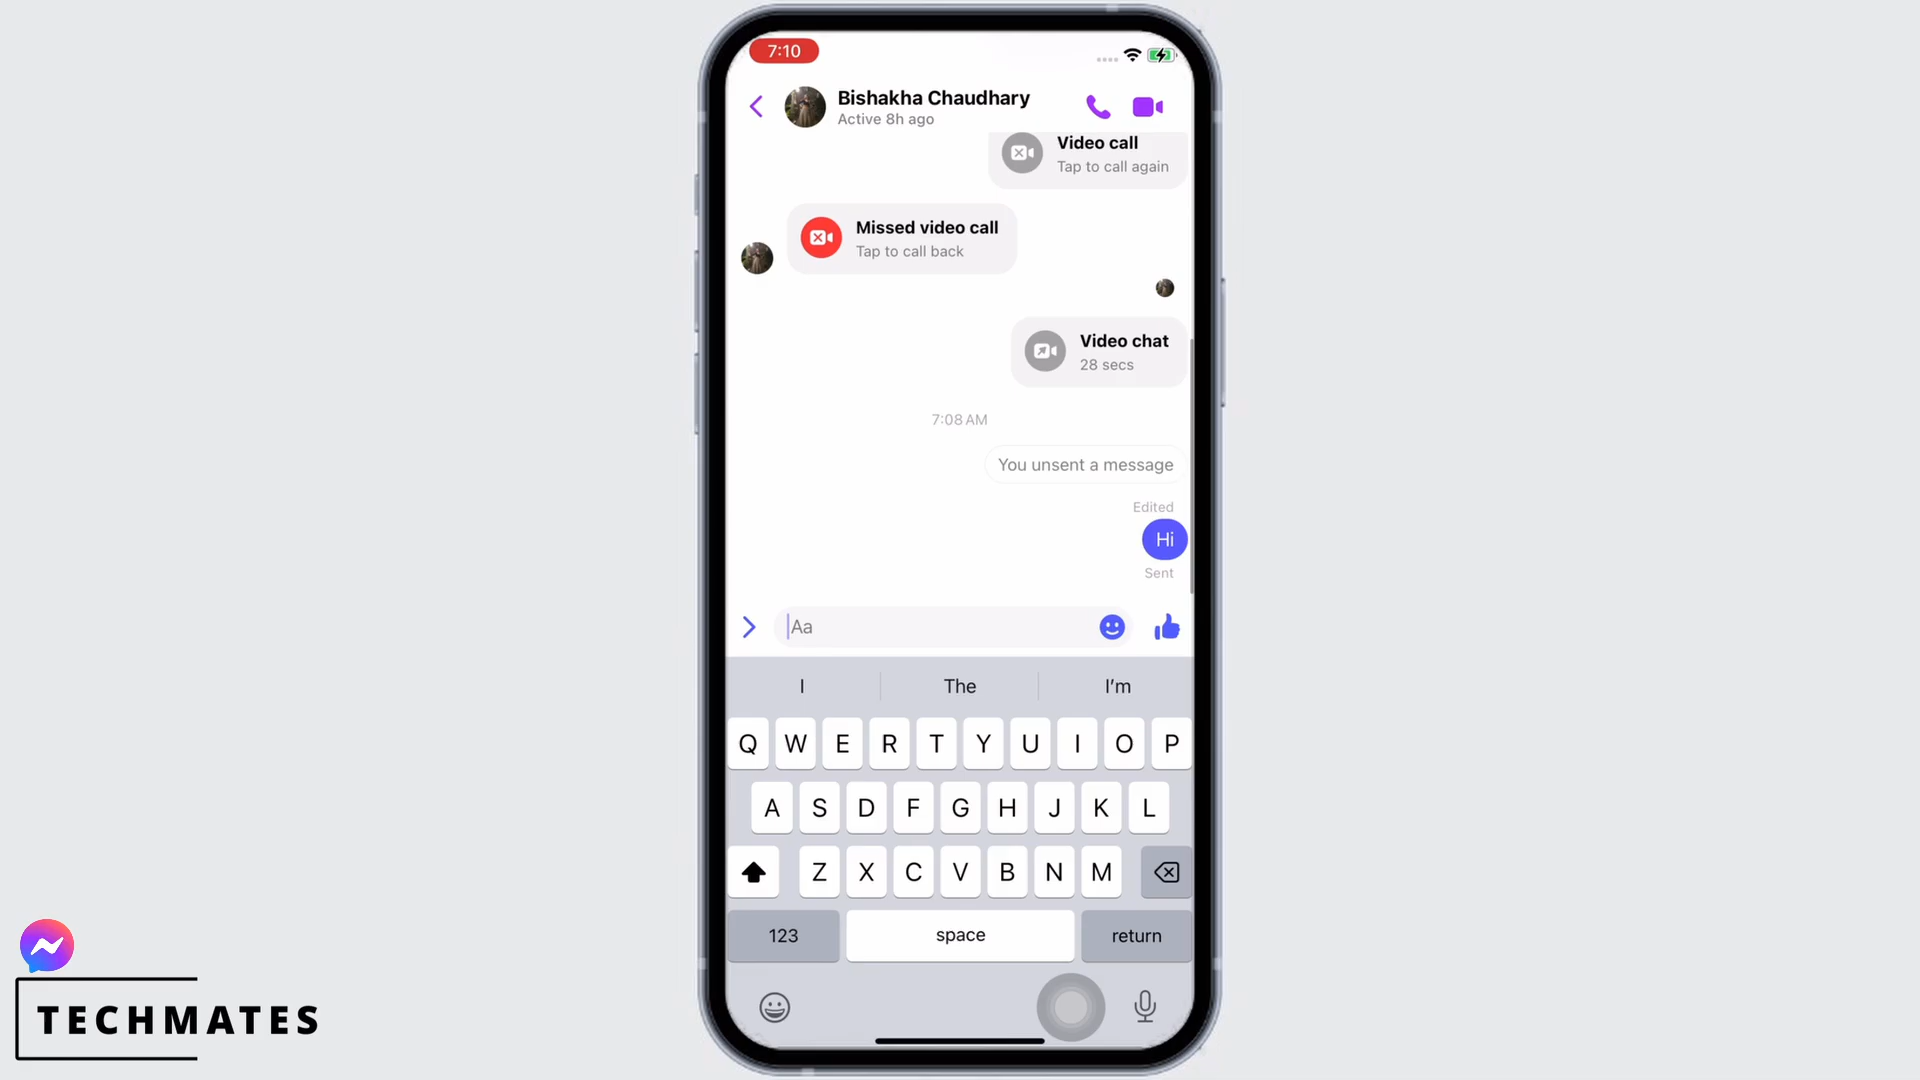 7:10
Bishakha Chaudhary
Active 8h ago
Video call
Tap to call again
Missed video call
Tap to call back
Video chat
28 secs
7:08 AM
You unsent a message
Edited
Hi
Sent
Aa
I The I'm
Q W E R T Y U I O P
A S D F G H J K L
Z X C V B N M
123 space return
TECHMATES